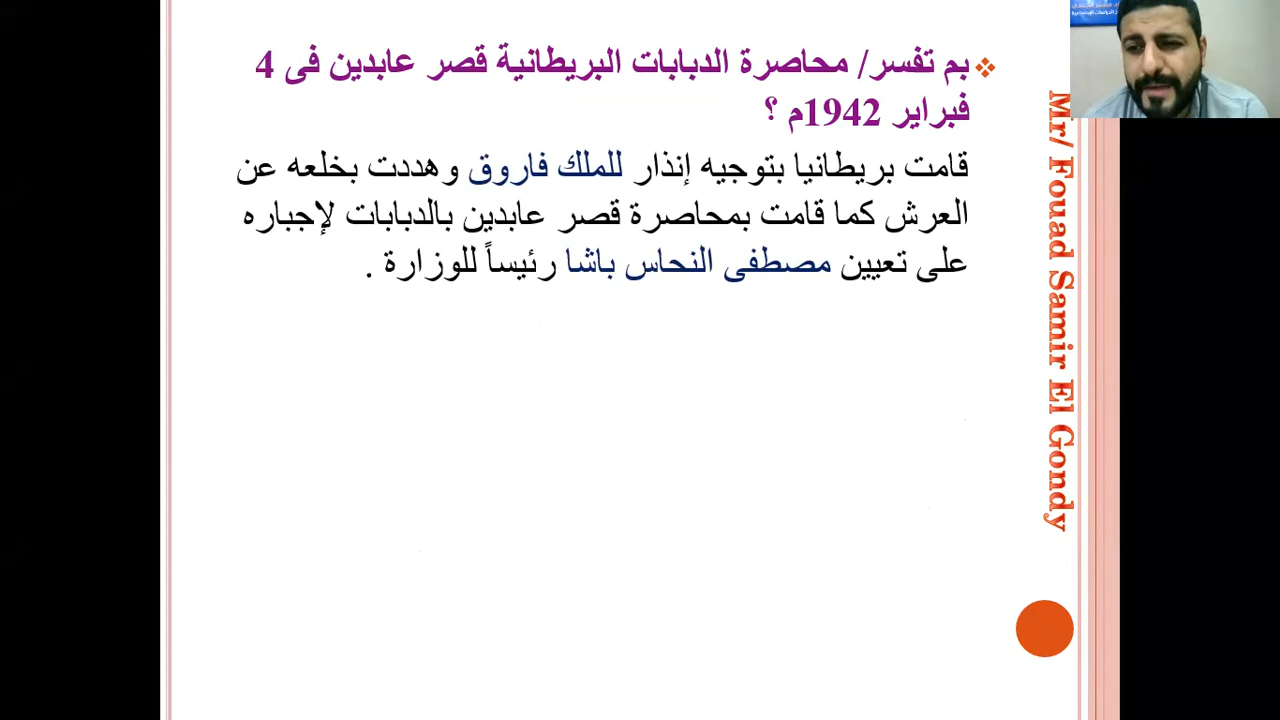 بم تفسر/ محاصرة الدبابات البريطانية قصر عابدين فى 4
فبراير 1942م ؟
قامت بريطانيا بتوجيه إنذار للملك فاروق وهددت بخلعه عن
العرش كما قامت بمحاصرة قصر عابدين بالدبابات لإجباره
على تعيين مصطفى النحاس باشا رئيساً للوزارة .
Mr/ Fouad Samir El Gondy